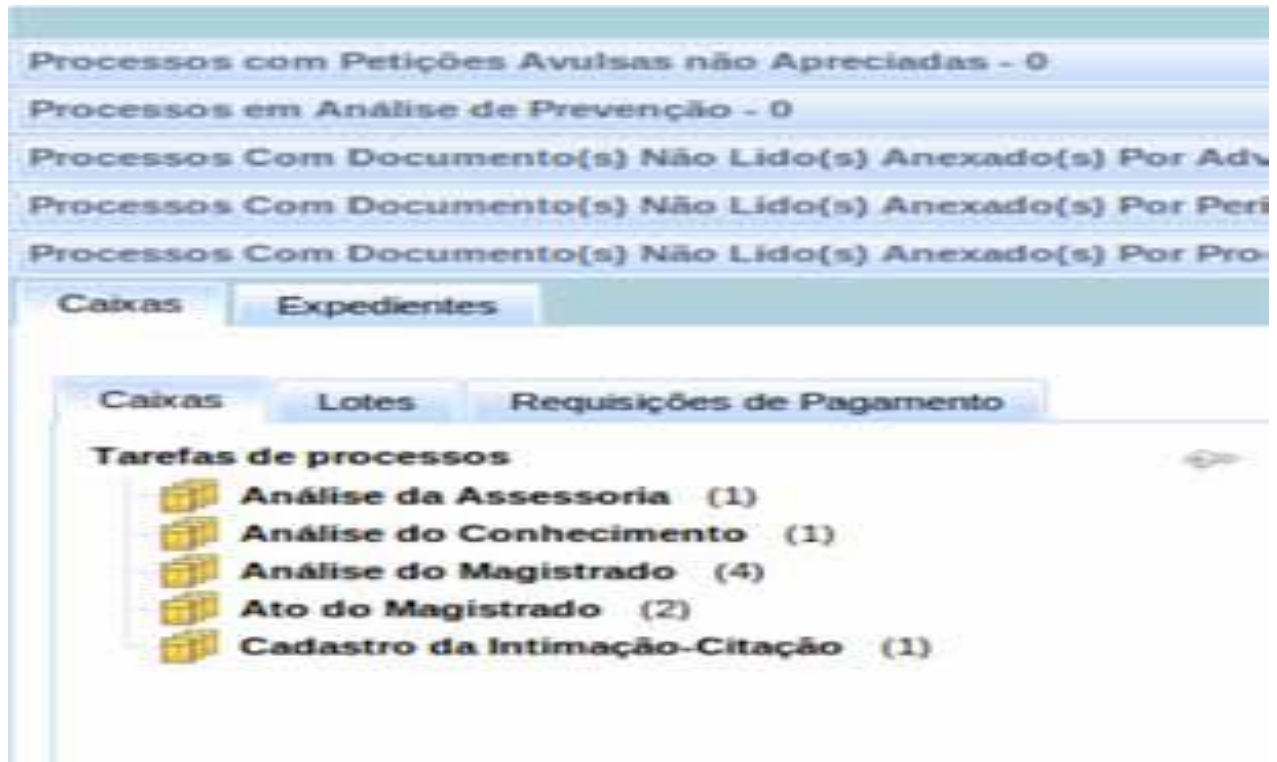 Processos com Petições Avulsas não Apreciadas - 0
Processos em Análise de Prevenção - 0
Processos Com Documento(s) Não Lido(s) Anexado(s) Por Adv
Processos Com Documento(s) Não Lido(s) Anexado(s) Por Peri
Processos Com Documento(s) Não Lido(s) Anexado(s) Por Pro
Caixas Expedientes
Caixas Lotes Requisições de Pagamento
Tarefas de processos
Análise da Assessoria (1)
Análise do Conhecimento (1)
Análise do Magistrado (4)
Ato do Magistrado (2)
Cadastro da Intimação-Citação (1)